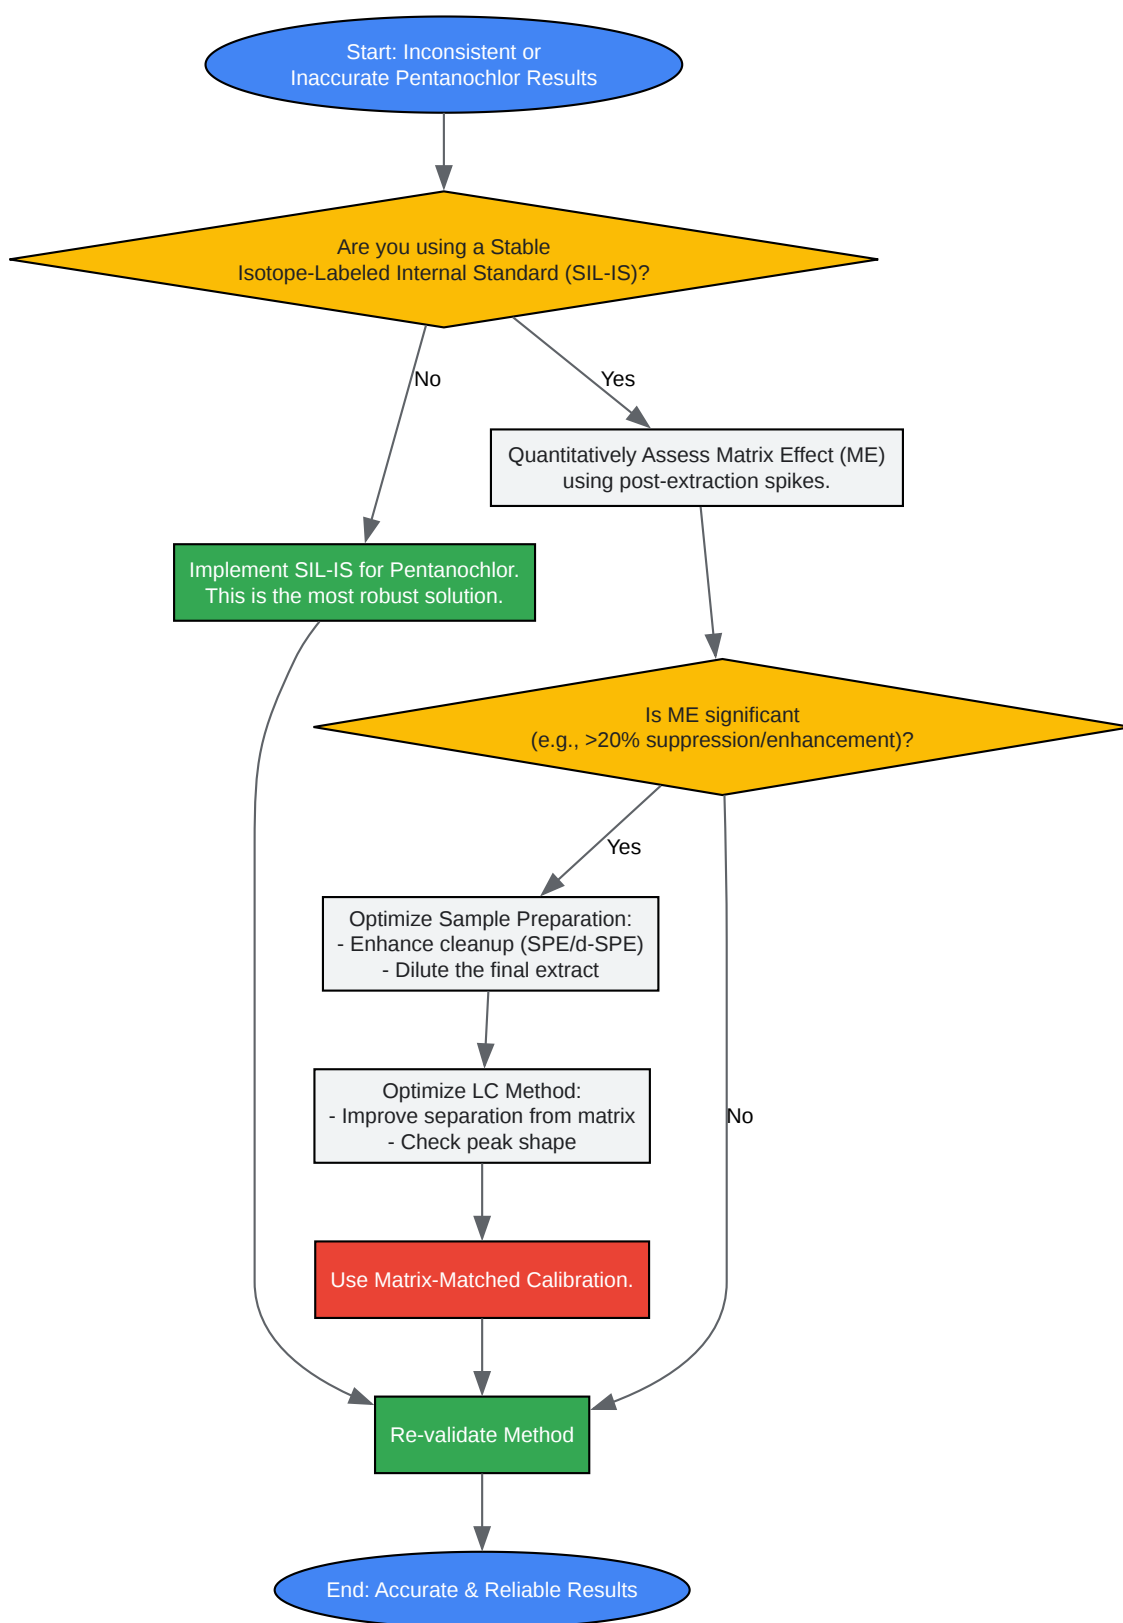 Start: Inconsistent or
Inaccurate Pentanochlor Results
Are you using a Stable
Isotope-Labeled Internal Standard (SIL-IS)?
No
Yes
Quantitatively Assess Matrix Effect (ME)
using post-extraction spikes.
Implement SIL-IS for Pentanochlor.
This is the most robust solution.
Is ME significant
(e.g., >20% suppression/enhancement)?
Yes
Optimize Sample Preparation:
- Enhance cleanup (SPE/d-SPE)
- Dilute the final extract
Optimize LC Method:
- Improve separation from matrix
- Check peak shape
No
Use Matrix-Matched Calibration.
Re-validate Method
End: Accurate & Reliable Results